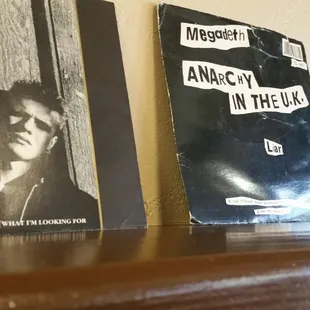 WHAT I'M LOOKING FOR
Megadeth
ANARCHY
IN THE U.K.
Liar